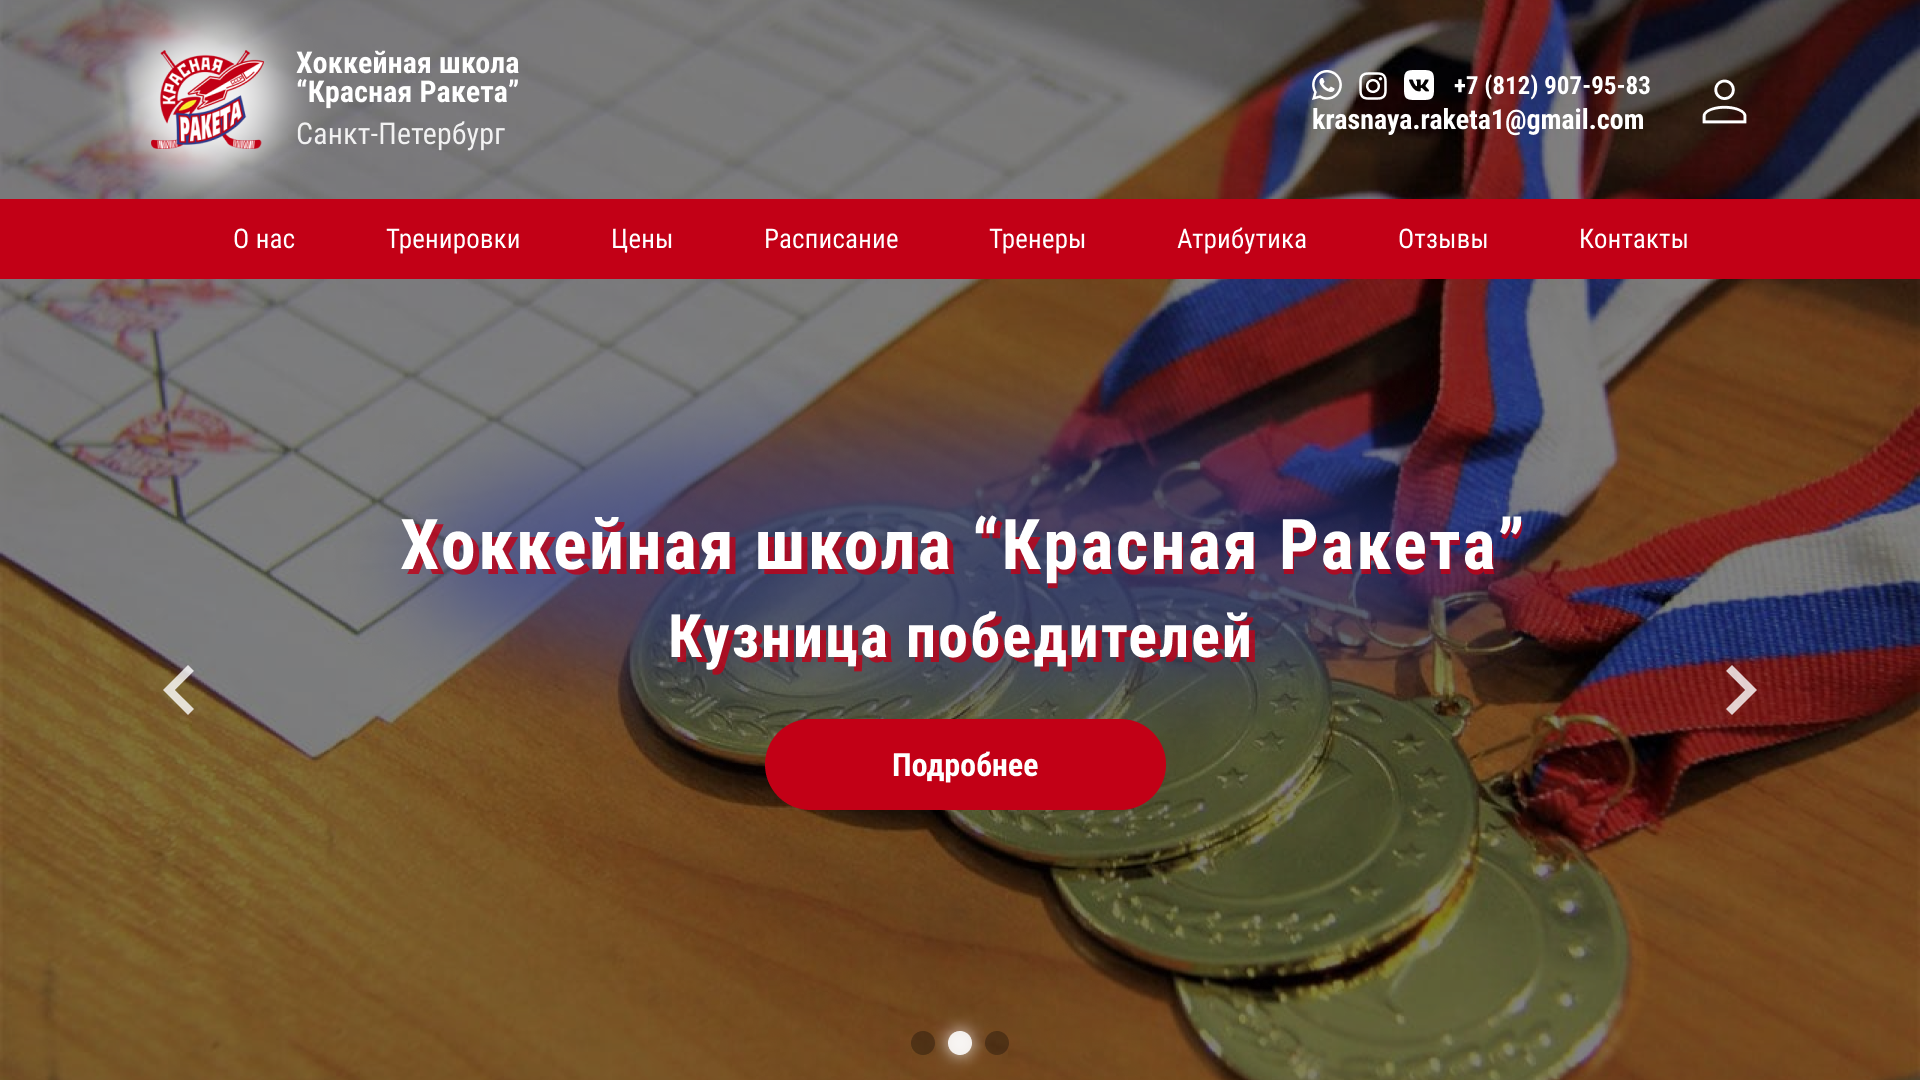 КРАСНАЯ
РАКЕТА
Хоккейная школа
“Красная Ракета”
Санкт-Петербург
+7 (812) 907-95-83
krasnaya.raketa1@gmail.com
О нас
Тренировки
Цены
Расписание
Тренеры
Атрибутика
Отзывы
Контакты
Хоккейная школа “Красная Ракета”
Кузница победителей
Подробнее